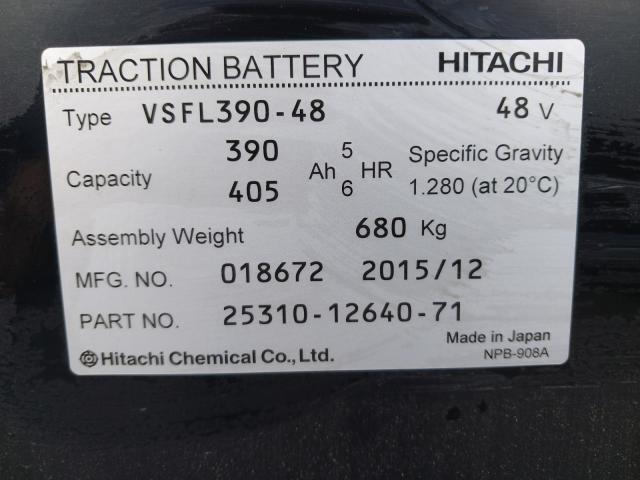 TRACTION BATTERY HITACHI
Type VSFL390-48 48 V
Capacity 390 Ah 5 HR Specific Gravity
405 6 1.280 (at 20°C)
Assembly Weight 680 Kg
MFG. NO. 018672 2015/12
PART NO. 25310-12640-71
Made in Japan
Hitachi Chemical Co., Ltd. NPB-908A